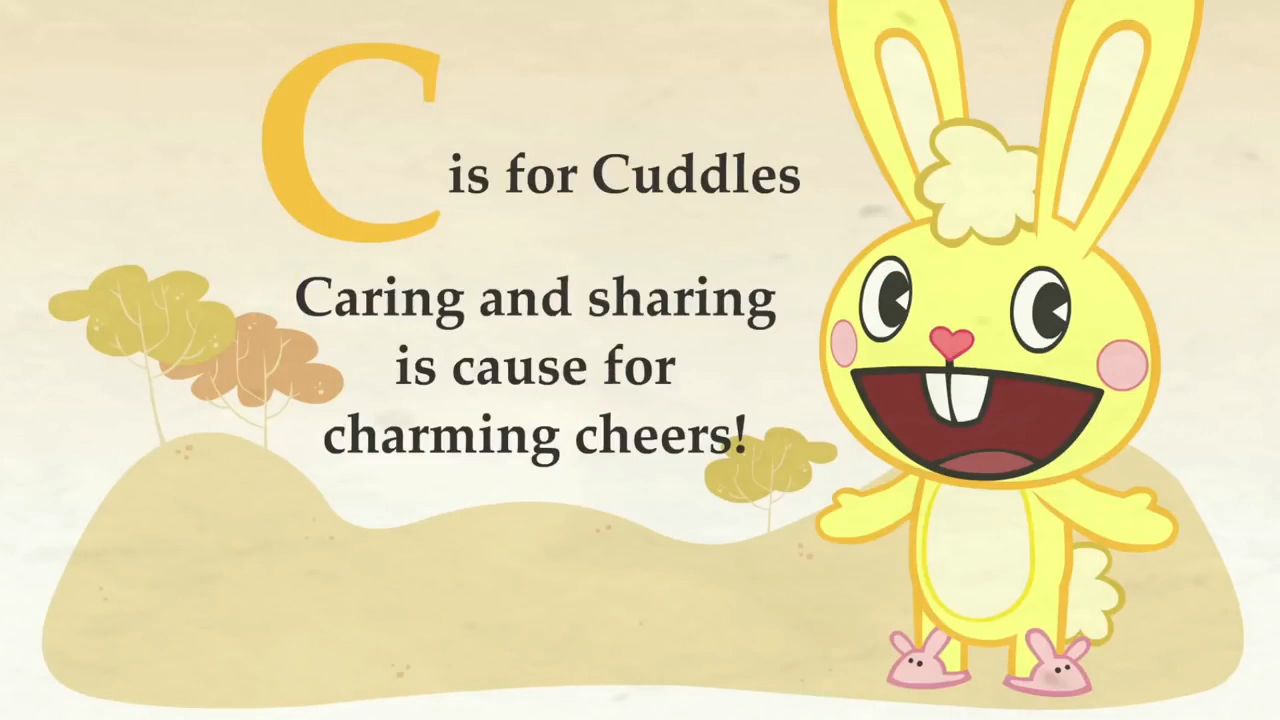 C is for Cuddles
Caring and sharing
is cause for
charming cheers!